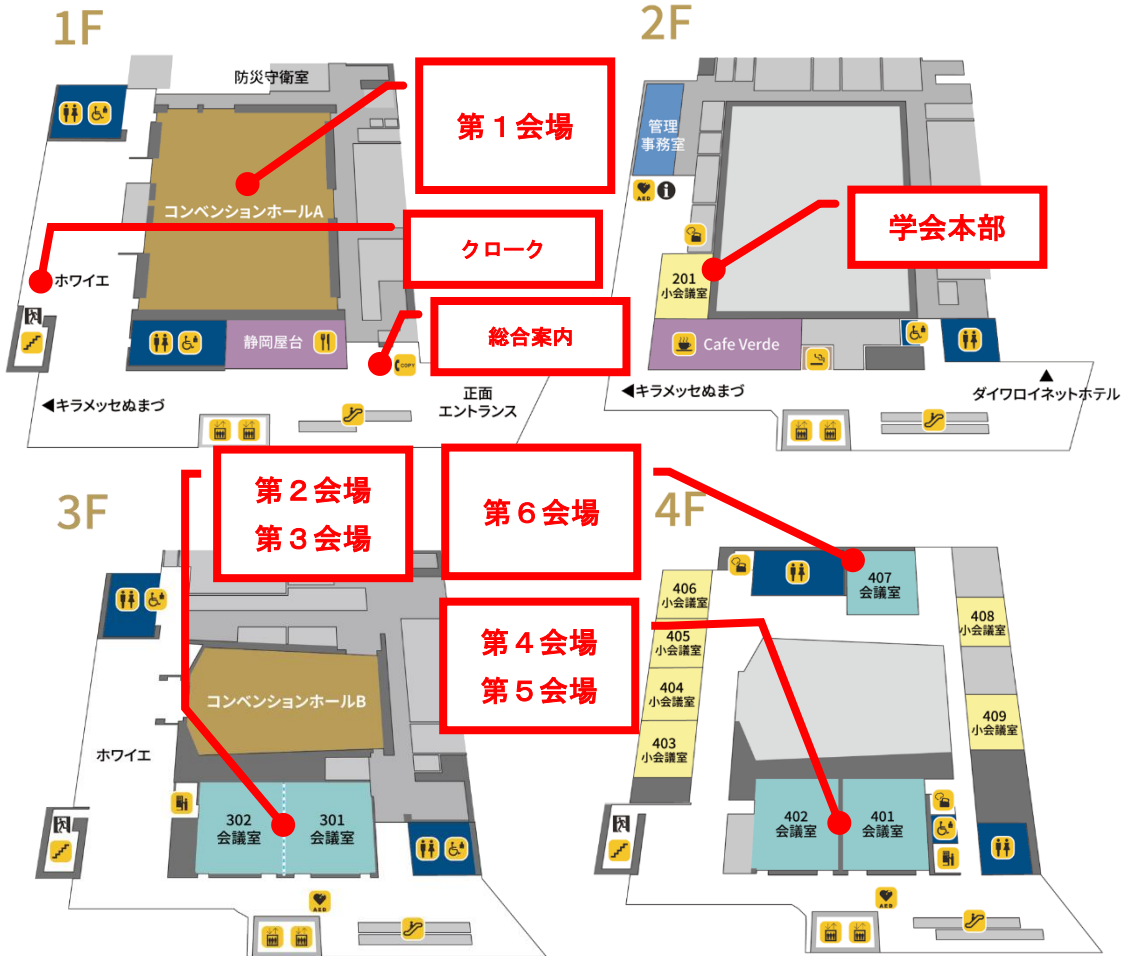 1F
防災守衛室
第１会場
コンベンションホールA
クローク
ホワイエ
総合案内
静岡屋台
COPY
正面
エントランス
◀キラメッセぬまづ
2F
管理
事務室
AED
学会本部
201
小会議室
Cafe Verde
◀キラメッセぬまづ
▲
ダイワロイネットホテル
3F
第２会場
第３会場
コンベンションホールB
ホワイエ
302
会議室
301
会議室
AED
4F
第６会場
407
会議室
406
小会議室
405
小会議室
404
小会議室
403
小会議室
408
小会議室
409
小会議室
第４会場
第５会場
402
会議室
401
会議室
AED